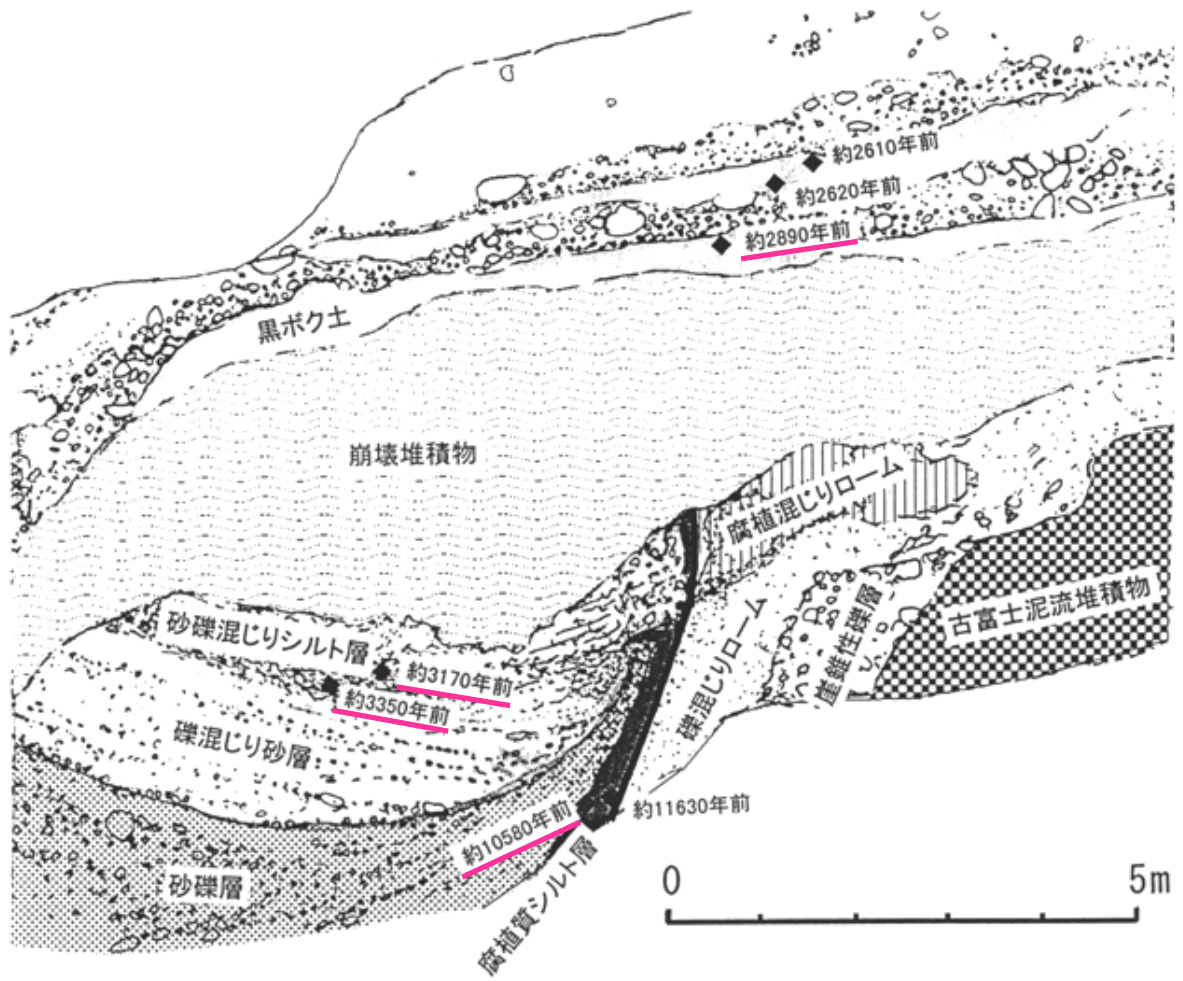 約2610年前
約2620年前
約2890年前
黒ボク土
崩壊堆積物
腐植混じりローム
古富士泥流堆積物
砂礫混じりシルト層
約3170年前
約3350年前
礫混じりローム
崖錐性礫層
礫混じり砂層
約10580年前
約11630年前
砂礫層
腐植質シルト層
0
5m